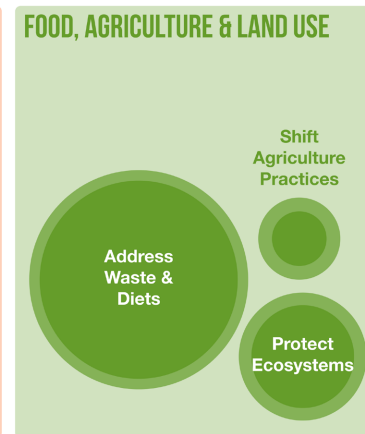 FOOD, AGRICULTURE & LAND USE
Shift
Agriculture
Practices
Address
Waste &
Diets
Protect
Ecosystems